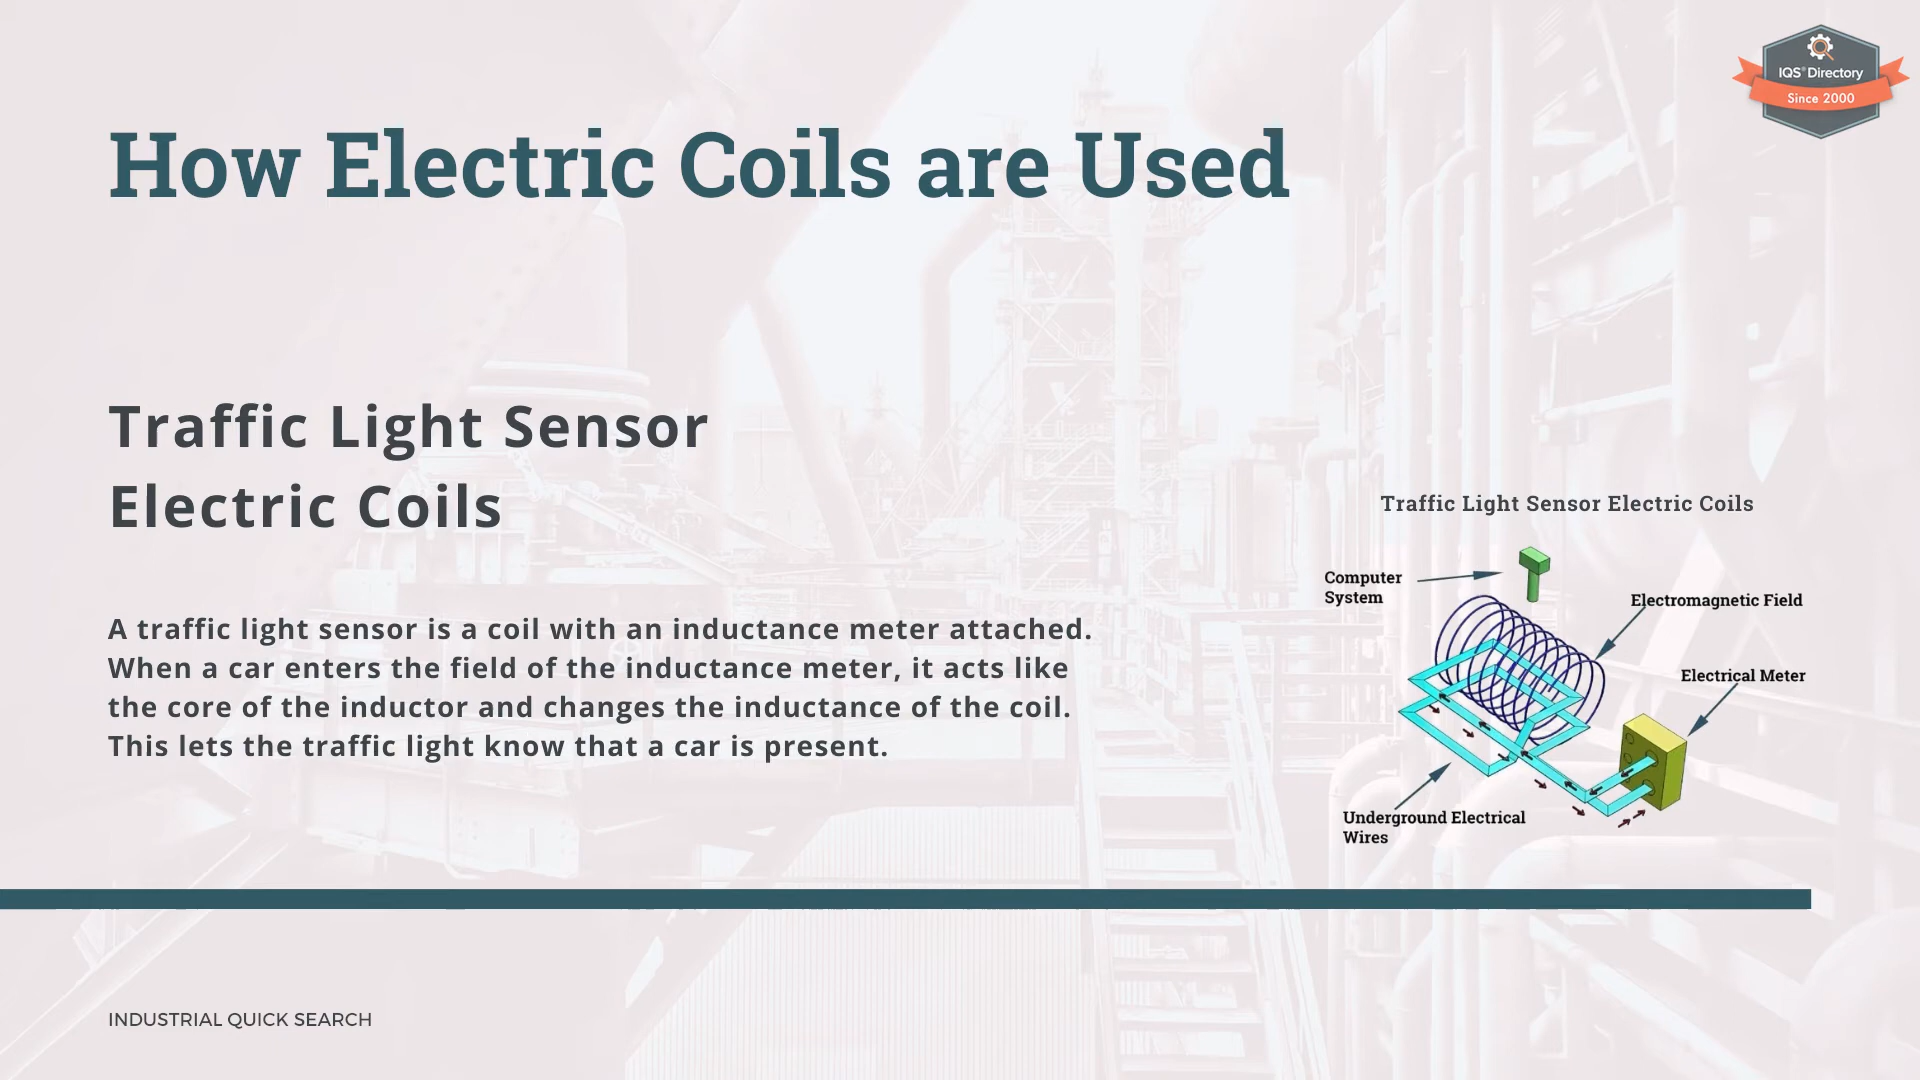 IQS® Directory
Since 2000
How Electric Coils are Used
Traffic Light Sensor
Electric Coils
A traffic light sensor is a coil with an inductance meter attached.
When a car enters the field of the inductance meter, it acts like
the core of the inductor and changes the inductance of the coil.
This lets the traffic light know that a car is present.
Traffic Light Sensor Electric Coils
Computer
System
Electromagnetic Field
Electrical Meter
Underground Electrical
Wires
INDUSTRIAL QUICK SEARCH